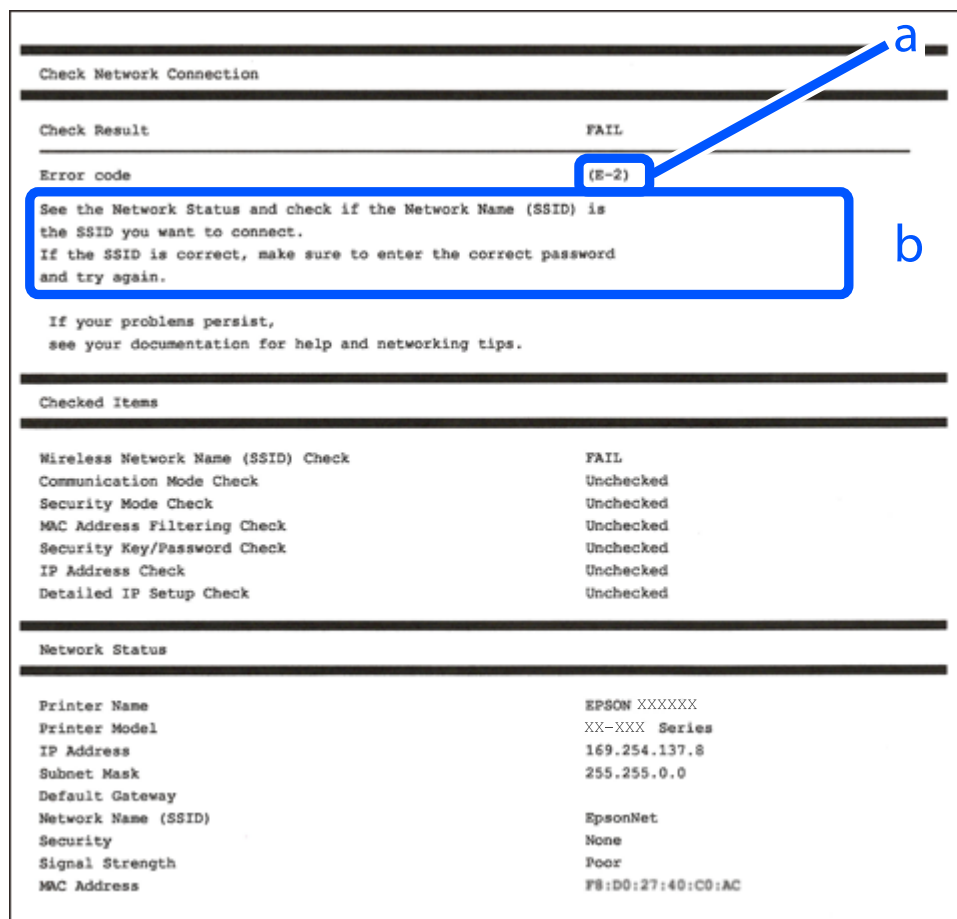 a
Check Network Connection
Check Result FAIL
Error code (E-2)
See the Network Status and check if the Network Name (SSID) is
the SSID you want to connect.
If the SSID is correct, make sure to enter the correct password
and try again.
b
If your problems persist,
see your documentation for help and networking tips.
Checked Items
Wireless Network Name (SSID) Check FAIL
Communication Mode Check Unchecked
Security Mode Check Unchecked
MAC Address Filtering Check Unchecked
Security Key/Password Check Unchecked
IP Address Check Unchecked
Detailed IP Setup Check Unchecked
Network Status
Printer Name EPSON XXXXXX
Printer Model XX-XXX Series
IP Address 169.254.137.8
Subnet Mask 255.255.0.0
Default Gateway
Network Name (SSID) EpsonNet
Security None
Signal Strength Poor
MAC Address F8:D0:27:40:C0:AC